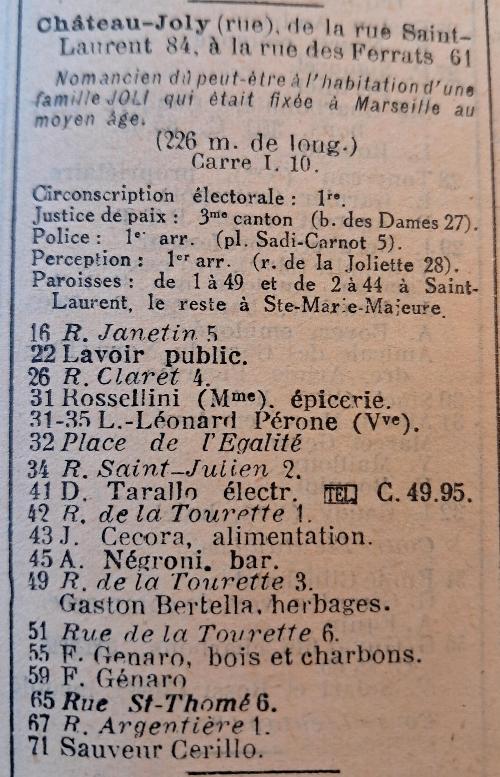 Château-Joly (rue), de la rue Saint-
Laurent 84, à la rue des Ferrats 61
Nom ancien dû peut-être à l'habitation d'une
famille JOLI qui était fixée à Marseille au
moyen âge.
(226 m. de loug.)
Carre I. 10.
Circonscription électorale : 1re.
Justice de paix : 3me canton (b. des Dames 27).
Police : 1er arr. (pl. Sadi-Carnot 5).
Perception : 1er arr. (r. de la Joliette 28).
Paroisses : de 1 à 49 et de 2 à 44 à Saint-
Laurent, le reste à Ste-Marie-Majeure.
16 R. Janetin 5
22 Lavoir public.
26 R. Claret 4.
31 Rossellini (Mme). épicerie.
31-35 L.-Léonard Pérone (Vve).
32 Place de l'Egalité
34 R. Saint-Julien 2.
41 D. Tarallo électr. TEL C. 49.95.
42 R. de la Tourette 1.
43 J. Cecora, alimentation.
45 A. Négroni. bar.
49 R. de la Tourette 3.
Gaston Bertella, herbages.
51 Rue de la Tourette 6.
55 F. Genaro, bois et charbons.
59 F. Génaro
65 Rue St-Thomé 6.
67 R. Argentière 1.
71 Sauveur Cerillo.